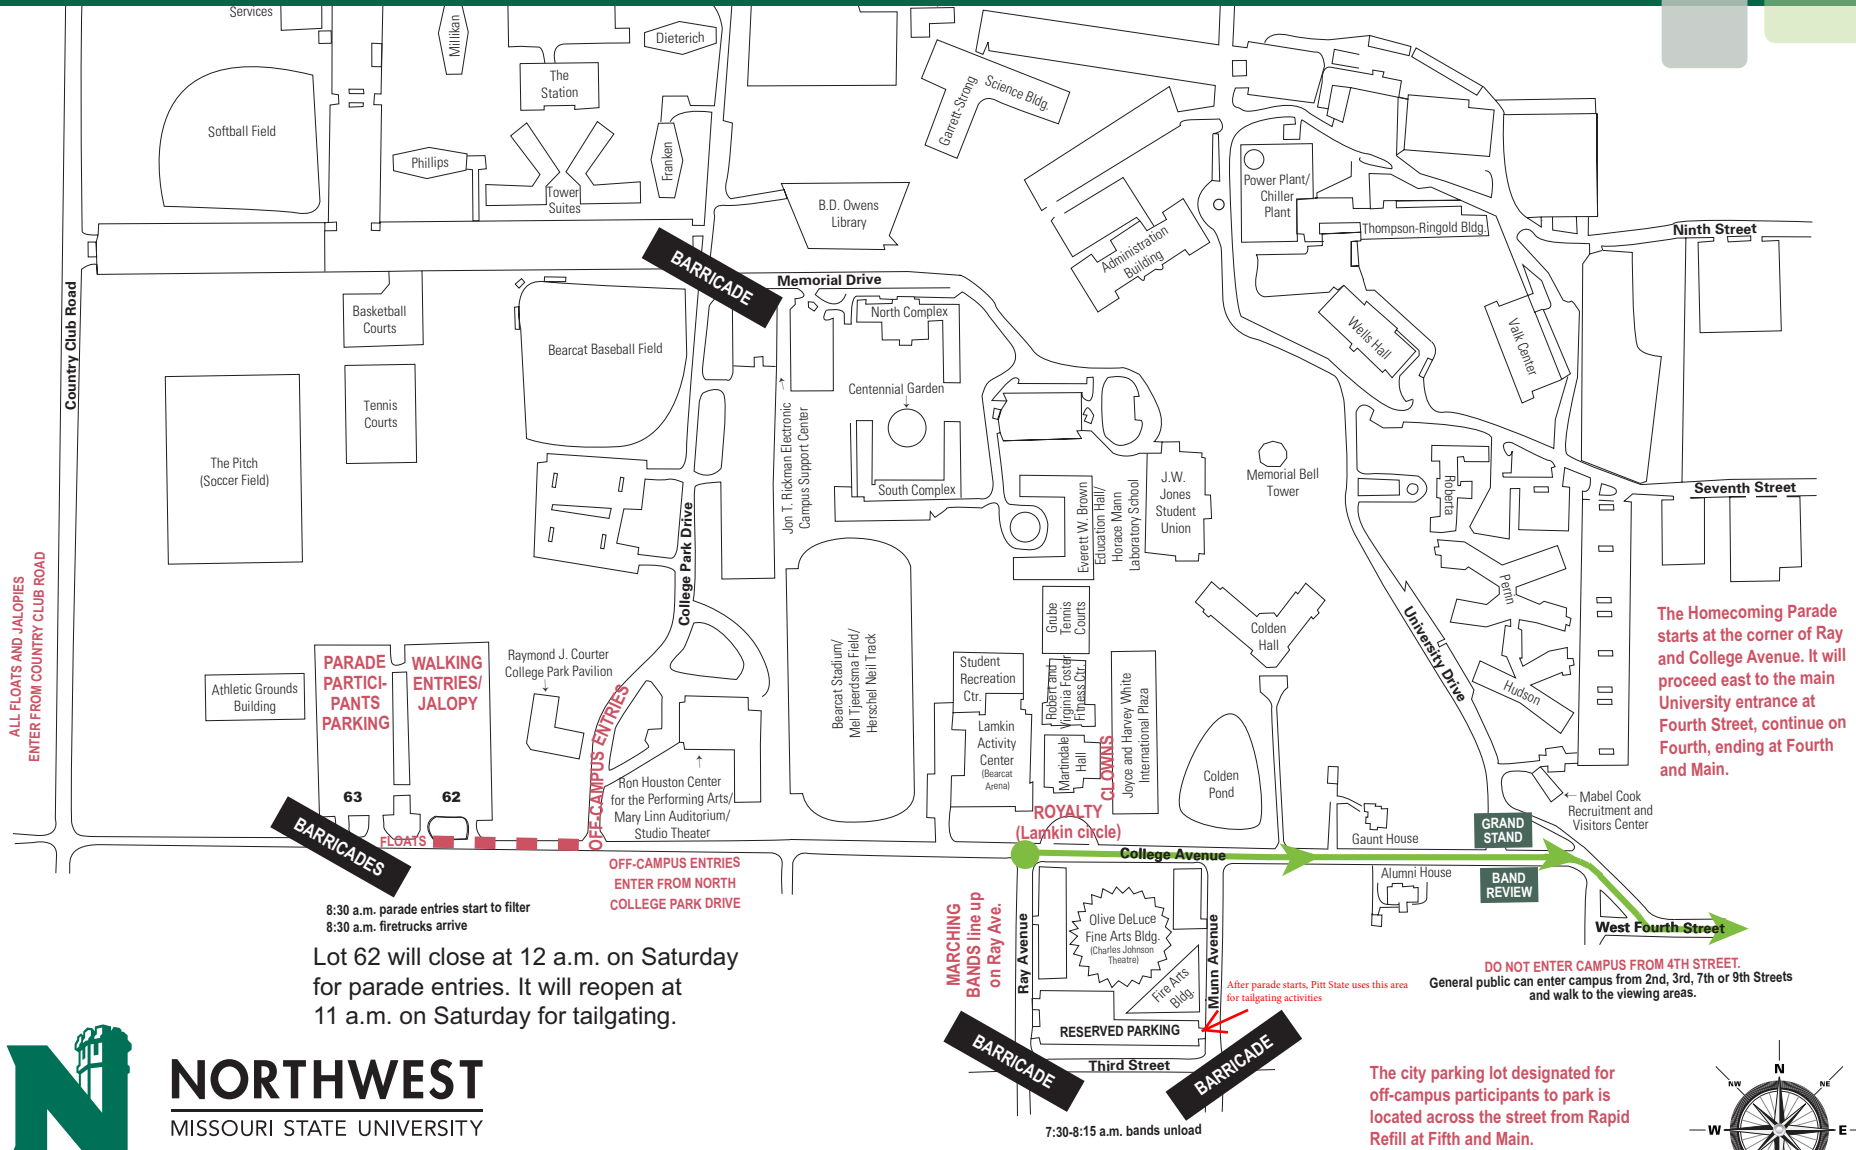 Services
Millikan
Dieterich
The
Station
Softball Field
Phillips
Franken
Tower
Suites
Garrett-Strong
Science Bldg.
B.D. Owens
Library
Administration
Building
Power Plant/
Chiller
Plant
Thompson-Ringold Bldg.
Ninth Street
BARRICADE
Memorial Drive
Country Club Road
Basketball
Courts
Bearcat Baseball Field
North Complex
Wells Hall
Valk Center
Centennial Garden
Tennis
Courts
Jon T. Rickman Electronic
Campus Support Center
The Pitch
(Soccer Field)
South Complex
Everett W. Brown
Education Hall/
Horace Mann
Laboratory School
J.W.
Jones
Student
Union
Memorial Bell
Tower
Roberta
Seventh Street
College Park Drive
ALL FLOATS AND JALOPIES
ENTER FROM COUNTRY CLUB ROAD
Perrin
Grube
Tennis
Courts
Colden
Hall
University Drive
The Homecoming Parade
starts at the corner of Ray
and College Avenue. It will
proceed east to the main
University entrance at
Fourth Street, continue on
Fourth, ending at Fourth
and Main.
Athletic Grounds
Building
PARADE
PARTICI-
PANTS
PARKING
WALKING
ENTRIES/
JALOPY
Raymond J. Courter
College Park Pavilion
OFF-CAMPUS ENTRIES
Bearcat Stadium/
Mel Tjeerdsma Field/
Herschel Neil Track
Student
Recreation
Ctr.
Robert and
Virginia Foster
Fitness Ctr.
Hudson
Lamkin
Activity
Center
(Bearcat
Arena)
Martindale
Hall
CLOWNS
Joyce and Harvey White
International Plaza
Colden
Pond
63
62
Ron Houston Center
for the Performing Arts/
Mary Linn Auditorium/
Studio Theater
ROYALTY
(Lamkin circle)
Mabel Cook
Recruitment and
Visitors Center
Gaunt House
GRAND
STAND
BARRICADES
FLOATS
College Avenue
OFF-CAMPUS ENTRIES
ENTER FROM NORTH
COLLEGE PARK DRIVE
Alumni House
BAND
REVIEW
8:30 a.m. parade entries start to filter
8:30 a.m. firetrucks arrive
MARCHING
BANDS line up
on Ray Ave.
Ray Avenue
Olive DeLuce
Fine Arts Bldg.
(Charles Johnson
Theatre)
Fire Arts
Bldg.
Munn Avenue
West Fourth Street
Lot 62 will close at 12 a.m. on Saturday
for parade entries. It will reopen at
11 a.m. on Saturday for tailgating.
DO NOT ENTER CAMPUS FROM 4TH STREET.
General public can enter campus from 2nd, 3rd, 7th or 9th Streets
and walk to the viewing areas.
After parade starts, Pitt State uses this area
for tailgating activities
RESERVED PARKING
BARRICADE
BARRICADE
Third Street
7:30-8:15 a.m. bands unload
The city parking lot designated for
off-campus participants to park is
located across the street from Rapid
Refill at Fifth and Main.
N
NORTHWEST
MISSOURI STATE UNIVERSITY
N
NW
NE
W
E